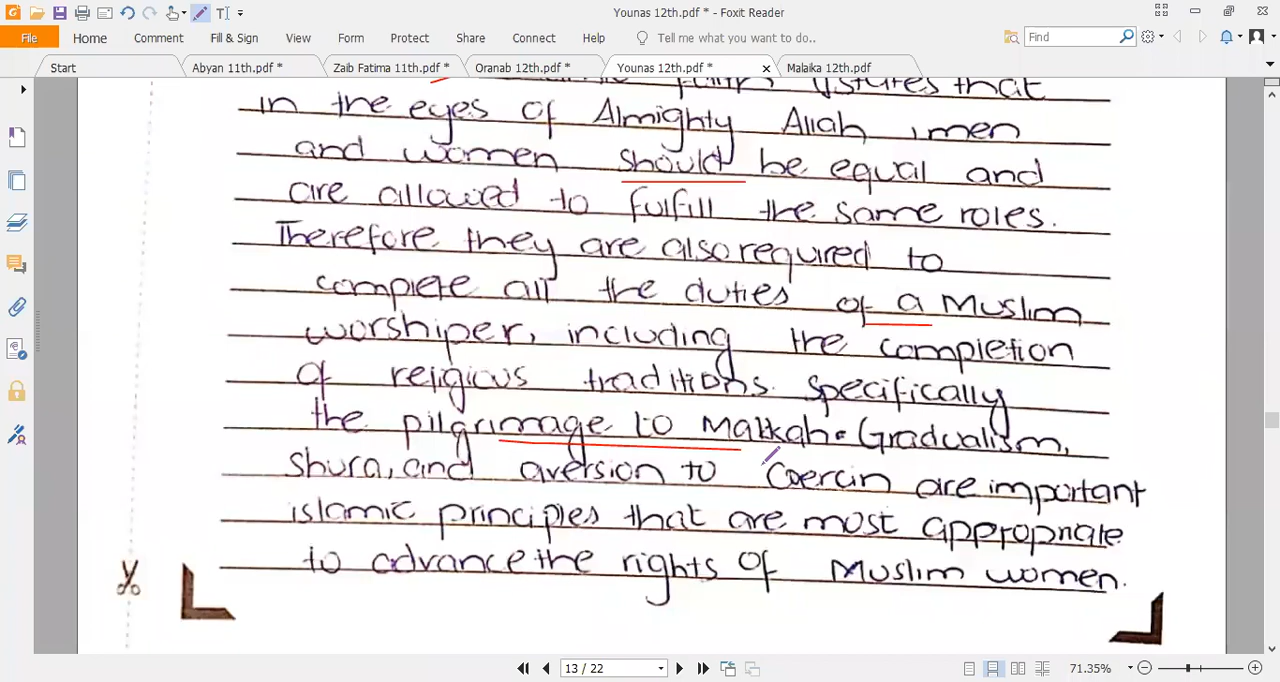 Younas 12th.pdf * - Foxit Reader
File Home Comment Fill & Sign View Form Protect Share Connect Help Tell me what you want to do.. Find
Start Abyan 11th.pdf * Zaib Fatima 11th.pdf * Oranab 12th.pdf * Younas 12th.pdf * Malaika 12th.pdf
that
in the eyes of Almighty Allah , men
and women should be equal and
are allowed to fulfill the same roles.
Therefore they are also required to
complete all the duties of a Muslim
worshiper, including the completion
of religious traditions. Specifically
the pilgrimage to Makkah. Gradualism,
Shura, and aversion to Coercin are important
islamic principles that are most appropriate
to advance the rights of Muslim women.
13 / 22
71.35%